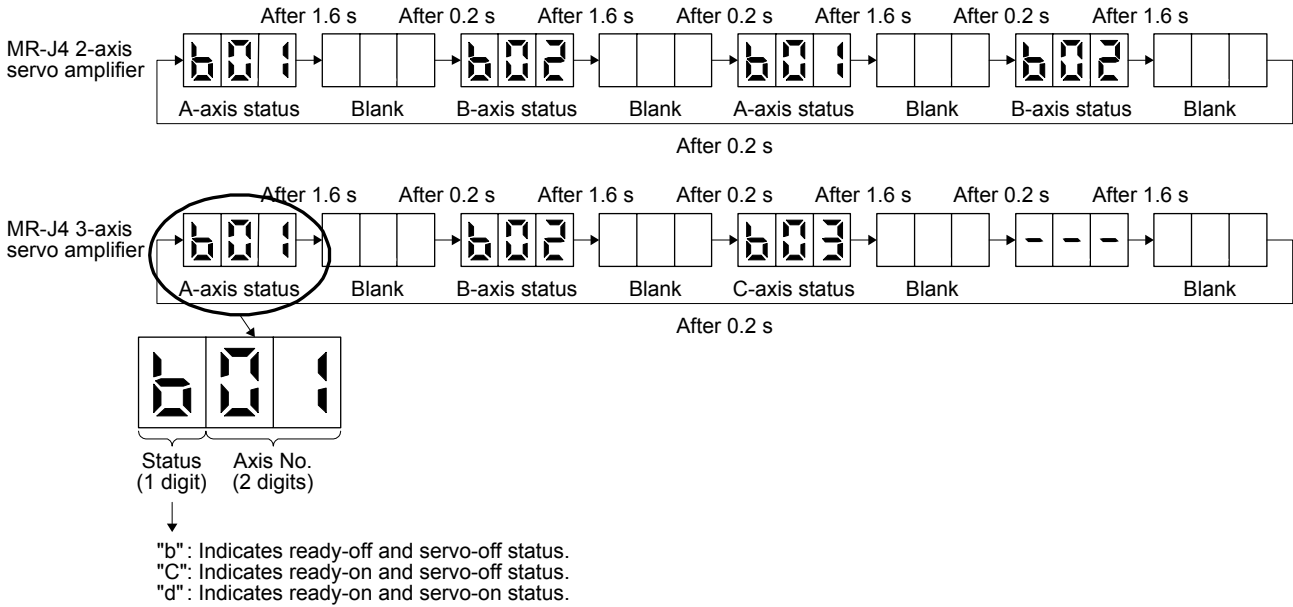 After 1.6 s After 0.2 s After 1.6 s After 0.2 s After 1.6 s After 0.2 s After 1.6 s
MR-J4 2-axis
servo amplifier
b01 b02 b01 b02
A-axis status Blank B-axis status Blank A-axis status Blank B-axis status Blank
After 0.2 s
After 1.6 s After 0.2 s After 1.6 s After 0.2 s After 1.6 s After 0.2 s After 1.6 s
MR-J4 3-axis
servo amplifier
b01 b02 b03 - - -
A-axis status Blank B-axis status Blank C-axis status Blank Blank
After 0.2 s
b01
Status Axis No.
(1 digit) (2 digits)
"b": Indicates ready-off and servo-off status.
"C": Indicates ready-on and servo-off status.
"d": Indicates ready-on and servo-on status.